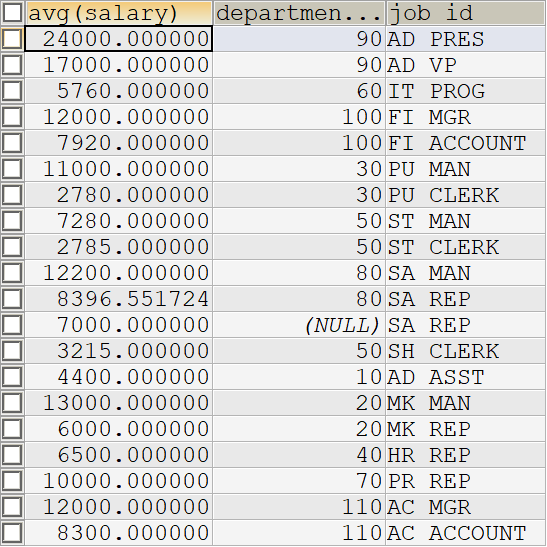 avg(salary) departmen... job id
24000.000000 90 AD PRES
17000.000000 90 AD VP
5760.000000 60 IT PROG
12000.000000 100 FI MGR
7920.000000 100 FI ACCOUNT
11000.000000 30 PU MAN
2780.000000 30 PU CLERK
7280.000000 50 ST MAN
2785.000000 50 ST CLERK
12200.000000 80 SA MAN
8396.551724 80 SA REP
7000.000000 (NULL) SA REP
3215.000000 50 SH CLERK
4400.000000 10 AD ASST
13000.000000 20 MK MAN
6000.000000 20 MK REP
6500.000000 40 HR REP
10000.000000 70 PR REP
12000.000000 110 AC MGR
8300.000000 110 AC ACCOUNT